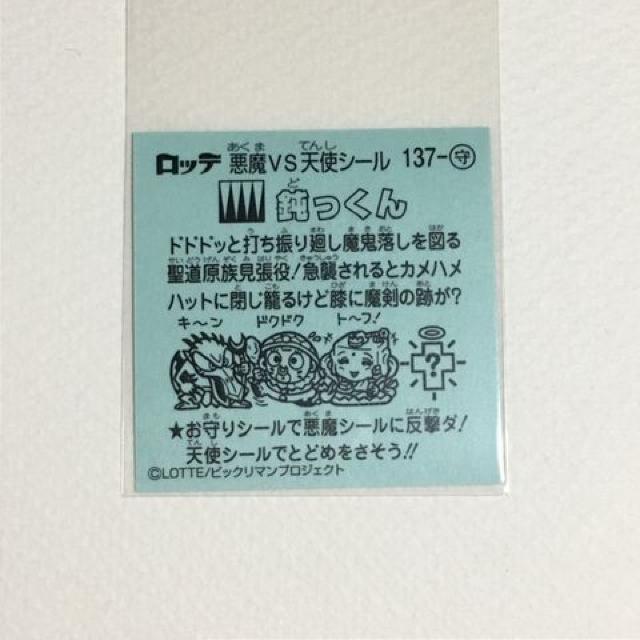 ロッテ 悪魔VS天使シール 137-守
鈍っくん
ドドドッと打ち振り廻し魔鬼落しを図る
聖道原族見張役!急襲されるとカメハメ
ハットに閉じ籠るけど膝に魔剣の跡が?
キ〜ン ドクドク ト〜フ!
?
★お守りシールで悪魔シールに反撃ダ!
天使シールでとどめをさそう!!
©LOTTE/ビックリマンプロジェクト